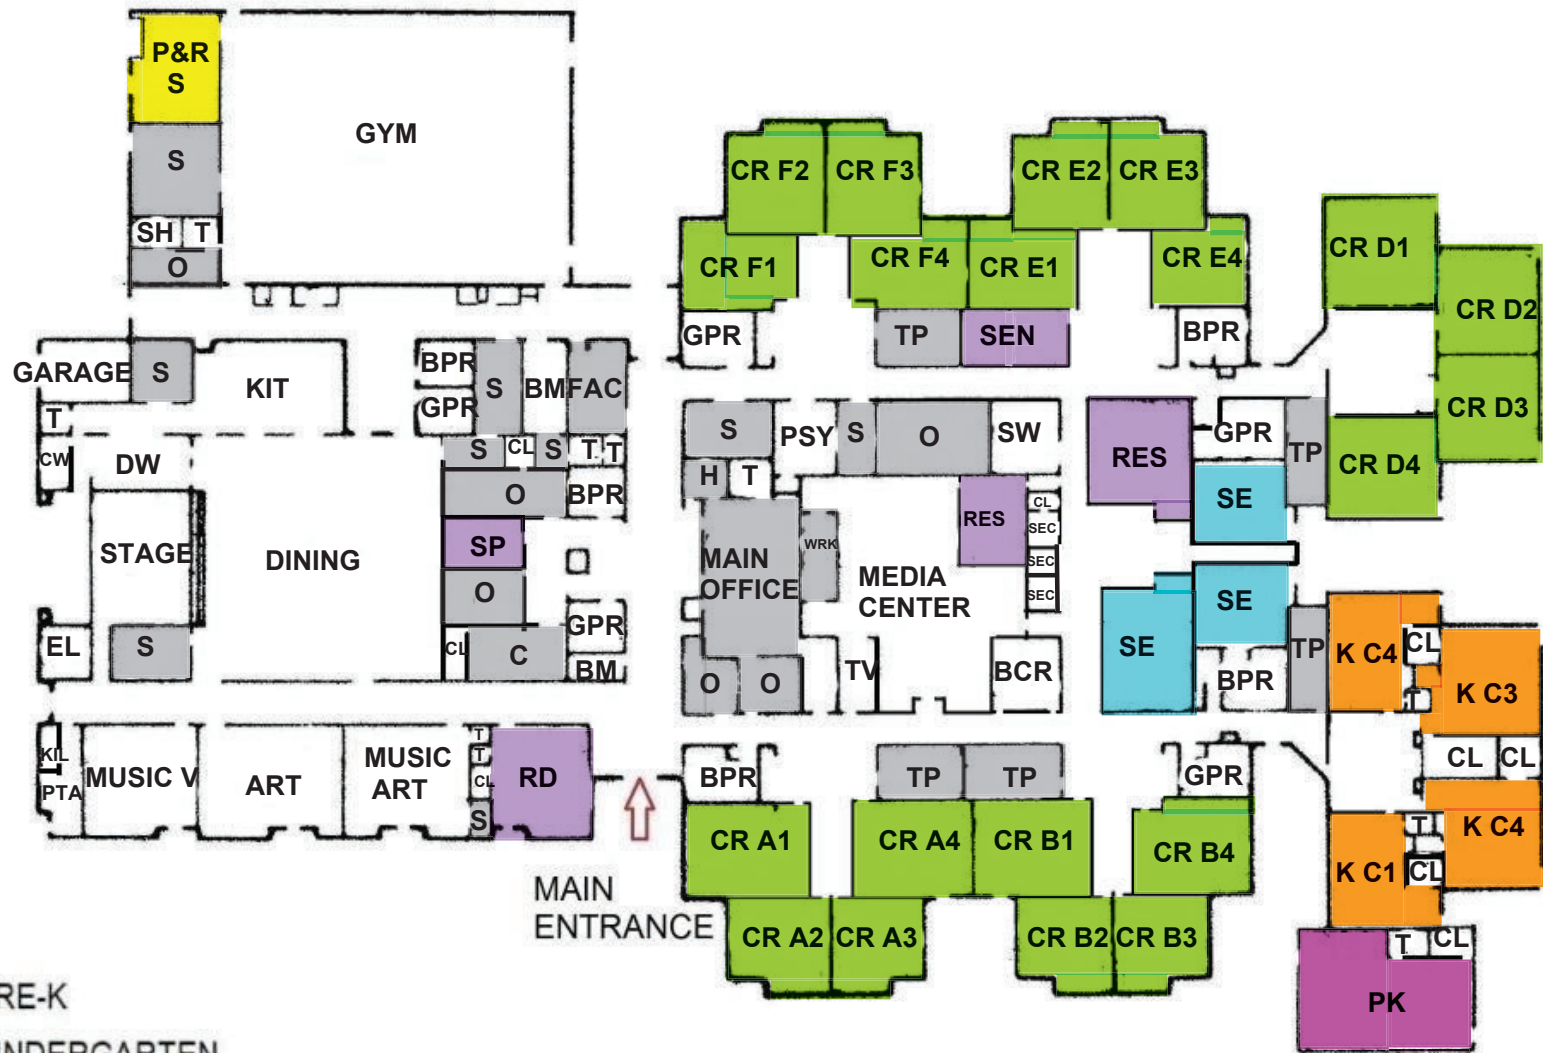 P&R
S
GYM
S
SH
T
O
CR F2
CR F3
CR E2
CR E3
CR F1
CR F4
CR E1
CR E4
CR D1
CR D2
GPR
TP
SEN
BPR
GARAGE
S
KIT
BPR
S
BM
FAC
GPR
T
CR D3
CR D4
CW
DW
S
CL
S
T
T
S
PSY
S
O
SW
RES
GPR
TP
H
T
O
BPR
RES
CL
SEC
SEC
SEC
SE
STAGE
DINING
SP
MAIN
OFFICE
WRK
MEDIA
CENTER
O
SE
SE
TP
K C4
CL
T
K C3
EL
S
CL
C
GPR
BM
O
O
TV
BCR
BPR
KIL
PTA
MUSIC V
ART
MUSIC
ART
T
T
CL
S
RD
BPR
TP
TP
GPR
CL
CL
CR A1
CR A4
CR B1
CR B4
K C1
T
CL
K C4
MAIN
ENTRANCE
CR A2
CR A3
CR B2
CR B3
T
CL
PK
RE-K
INDERGARTEN